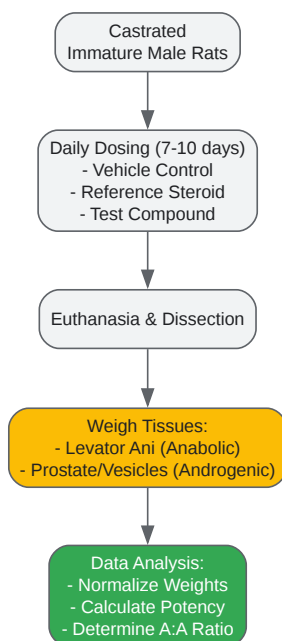 Castrated
Immature Male Rats
Daily Dosing (7-10 days)
- Vehicle Control
- Reference Steroid
- Test Compound
Euthanasia & Dissection
Weigh Tissues:
- Levator Ani (Anabolic)
- Prostate/Vesicles (Androgenic)
Data Analysis:
- Normalize Weights
- Calculate Potency
- Determine A:A Ratio